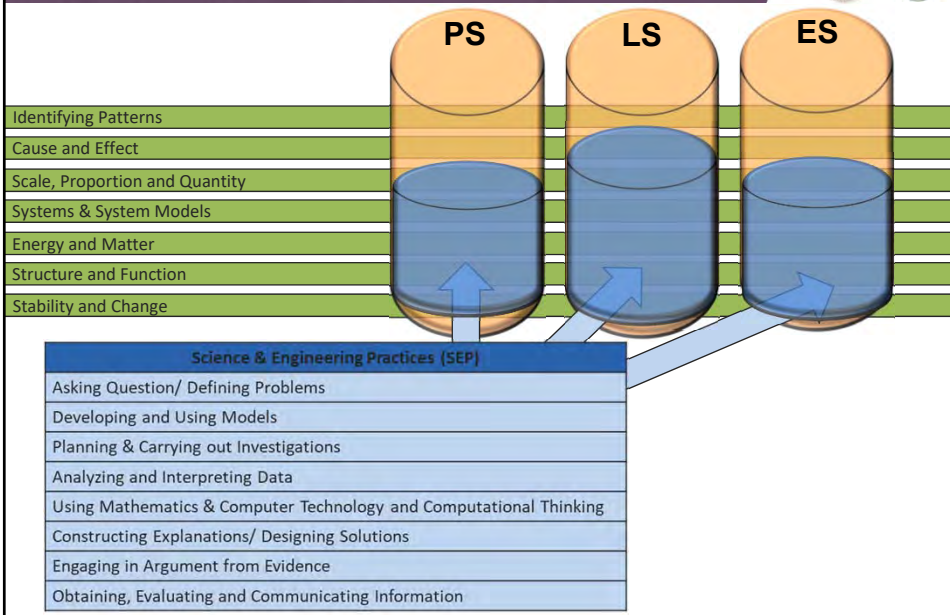 PS
LS
ES
Identifying Patterns
Cause and Effect
Scale, Proportion and Quantity
Systems & System Models
Energy and Matter
Structure and Function
Stability and Change
Science & Engineering Practices (SEP)
Asking Question/ Defining Problems
Developing and Using Models
Planning & Carrying out Investigations
Analyzing and Interpreting Data
Using Mathematics & Computer Technology and Computational Thinking
Constructing Explanations/ Designing Solutions
Engaging in Argument from Evidence
Obtaining, Evaluating and Communicating Information